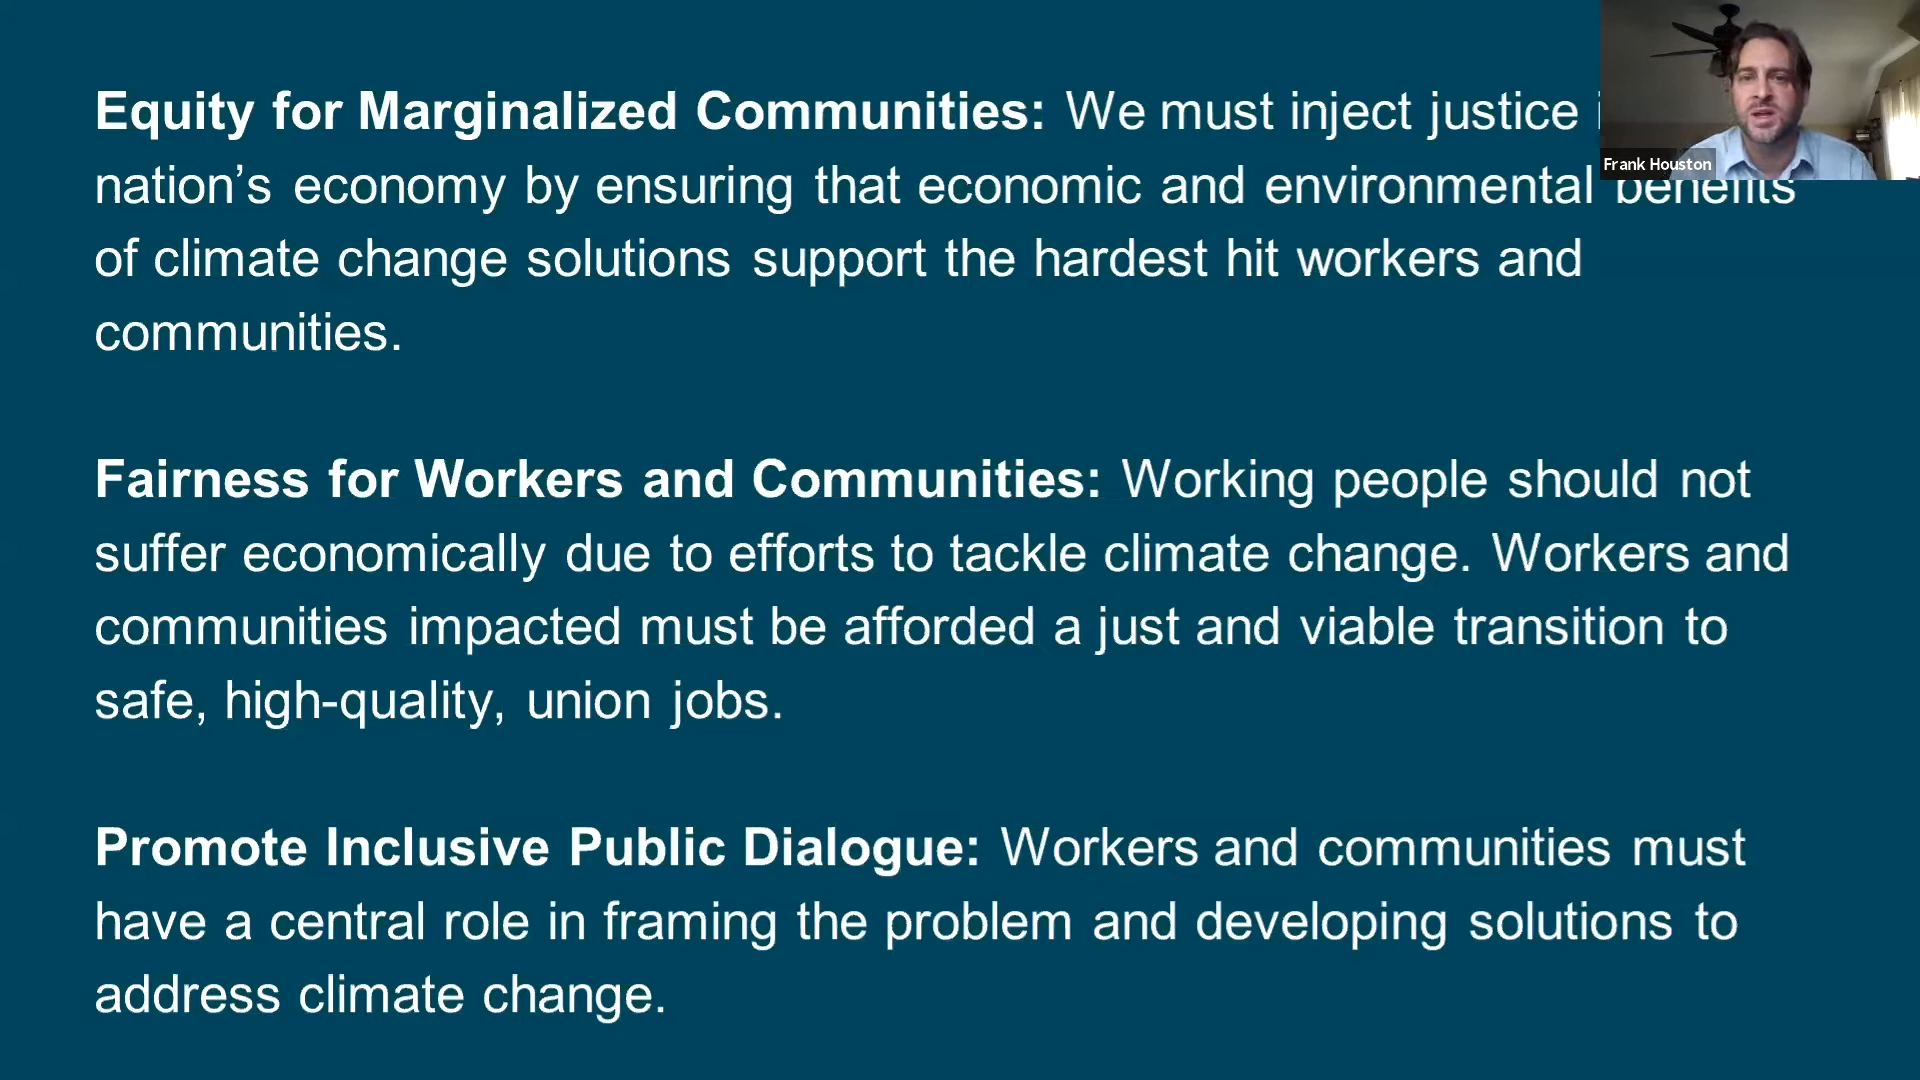 Equity for Marginalized Communities: We must inject justice
nation’s economy by ensuring that economic and environmental benefits
of climate change solutions support the hardest hit workers and
communities.
Fairness for Workers and Communities: Working people should not
suffer economically due to efforts to tackle climate change. Workers and
communities impacted must be afforded a just and viable transition to
safe, high-quality, union jobs.
Promote Inclusive Public Dialogue: Workers and communities must
have a central role in framing the problem and developing solutions to
address climate change.
Frank Houston